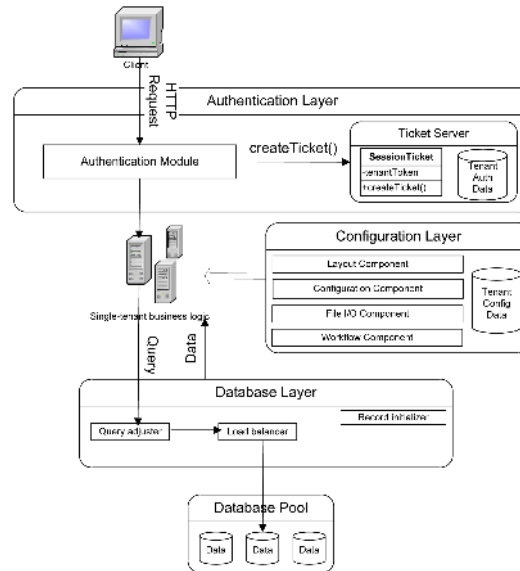 Client
HTTP
Request
Authentication Layer
Authentication Module
createTicket()
Ticket Server
SessionTicket
-tenantToken
+createTicket()
Tenant
Auth
Data
Configuration Layer
Layout Component
Configuration Component
File I/O Component
Workflow Component
Tenant
Config
Data
Single-tenant business logic
Query
Data
Database Layer
Record initializer
Query adjuster
Load balancer
Database Pool
Data
Data
Data